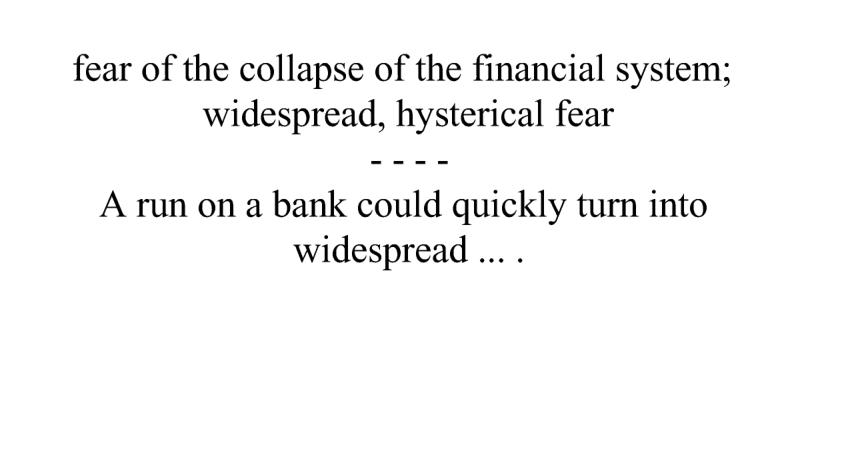 fear of the collapse of the financial system;
widespread, hysterical fear
- - - -
A run on a bank could quickly turn into
widespread ... .